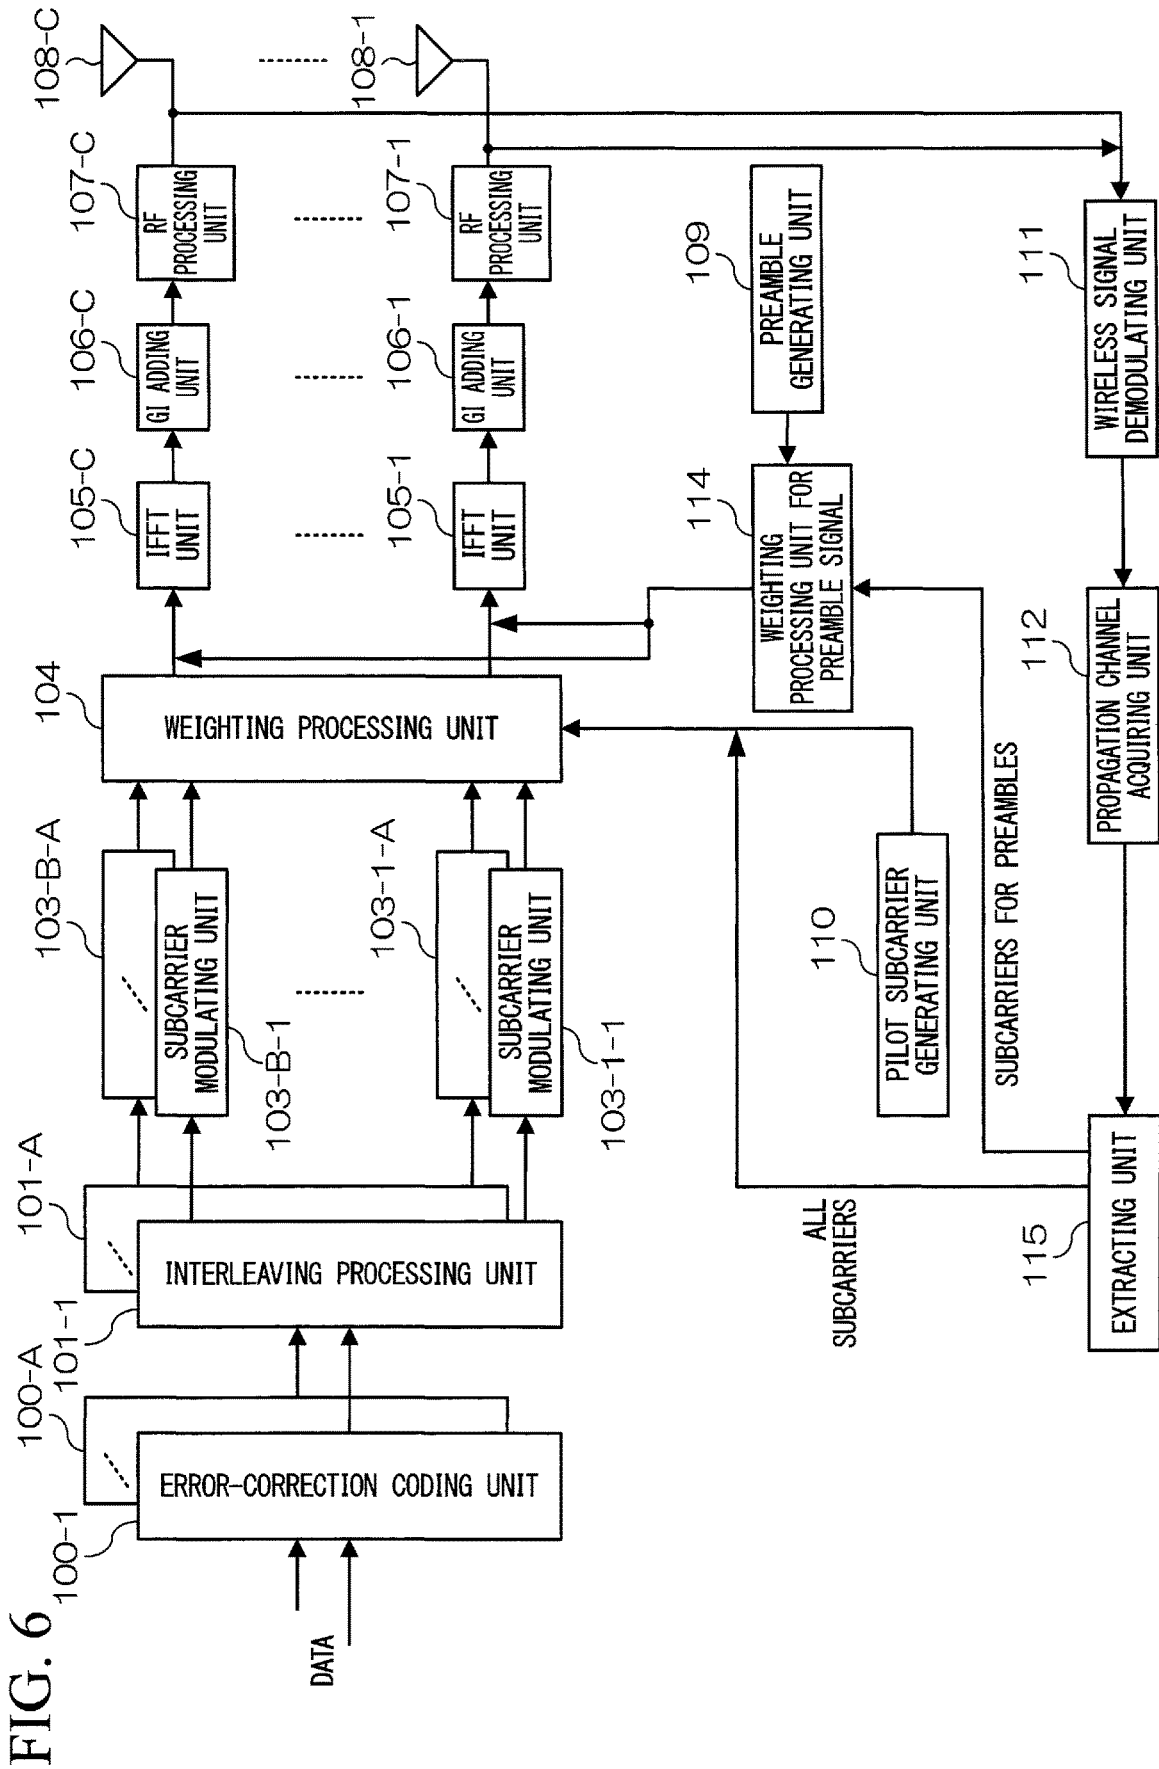 FIG. 6
DATA
100-1
100-A
ERROR-CORRECTION CODING UNIT
101-1
101-A
INTERLEAVING PROCESSING UNIT
103-B-A
SUBCARRIER
MODULATING UNIT
103-B-1
103-1-A
SUBCARRIER
MODULATING UNIT
103-1-1
104
WEIGHTING PROCESSING UNIT
105-C
IFFT
UNIT
106-C
GI ADDING
UNIT
107-C
RF
PROCESSING
UNIT
108-C
105-1
IFFT
UNIT
106-1
GI ADDING
UNIT
107-1
RF
PROCESSING
UNIT
108-1
109
PREAMBLE
GENERATING UNIT
114
WEIGHTING
PROCESSING UNIT FOR
PREAMBLE SIGNAL
110
PILOT SUBCARRIER
GENERATING UNIT
ALL
SUBCARRIERS
SUBCARRIERS FOR PREAMBLES
115
EXTRACTING UNIT
112
PROPAGATION CHANNEL
ACQUIRING UNIT
111
WIRELESS SIGNAL
DEMODULATING UNIT